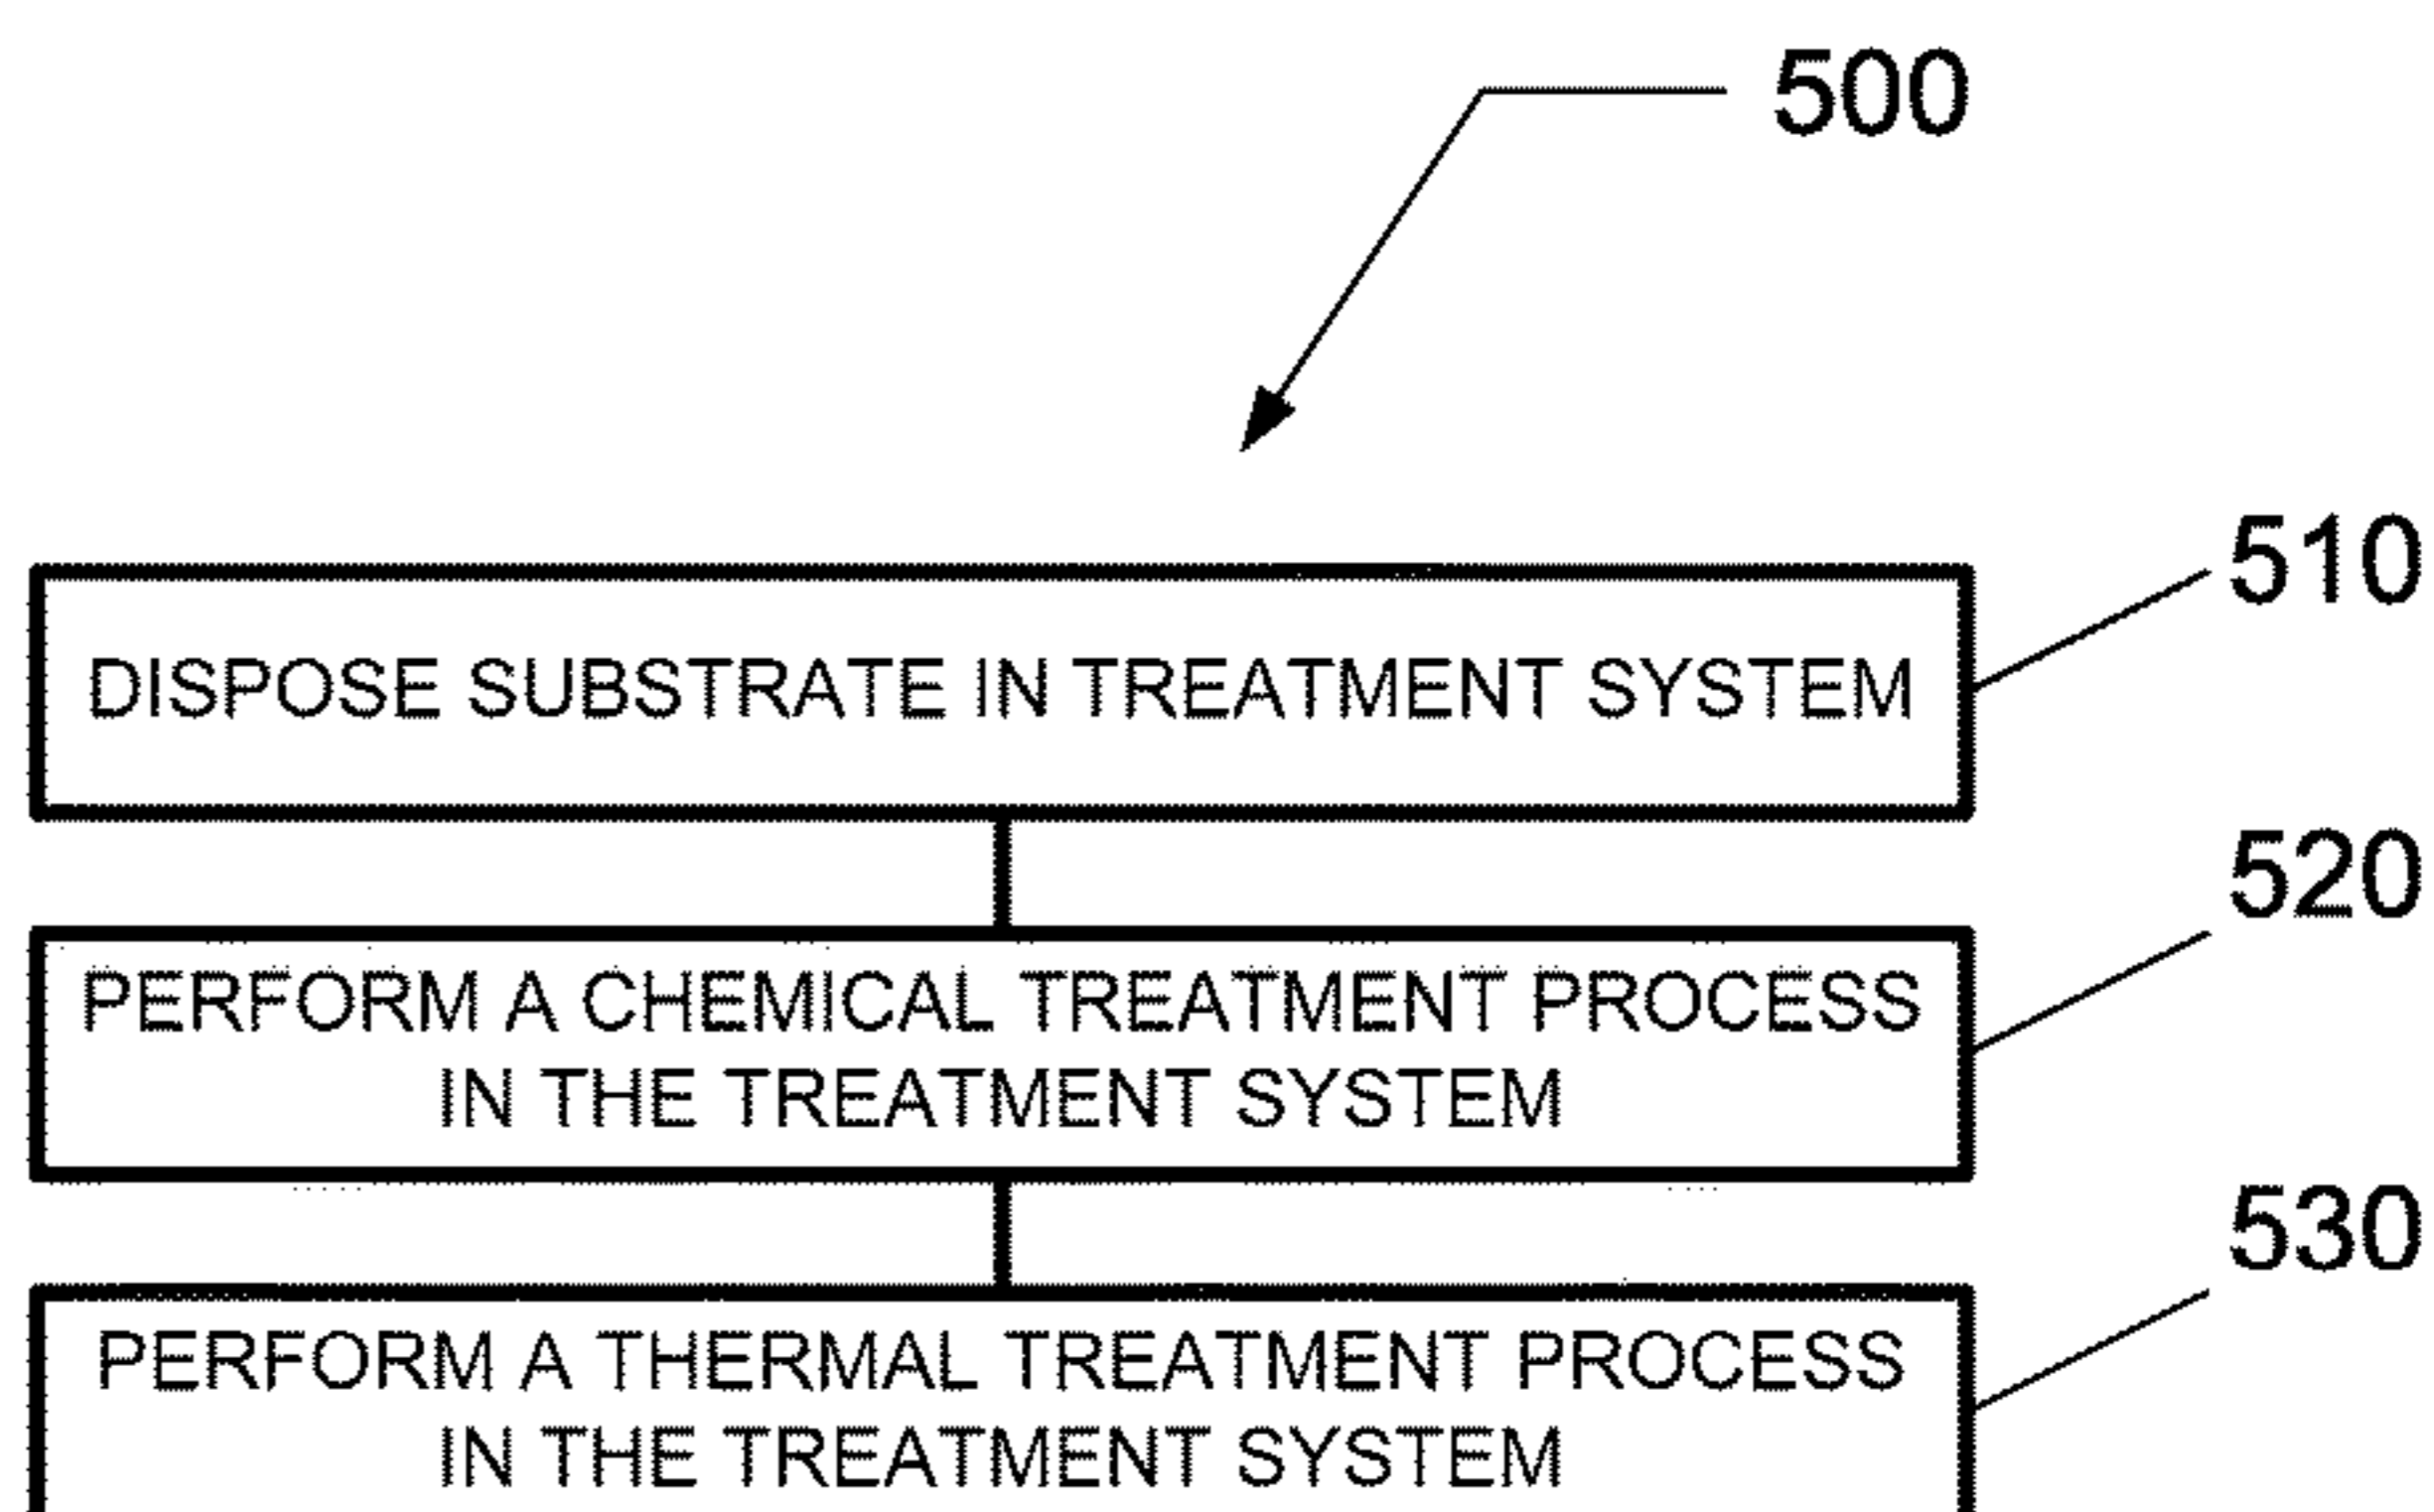 500
510
DISPOSE SUBSTRATE IN TREATMENT SYSTEM
520
PERFORM A CHEMICAL TREATMENT PROCESS
IN THE TREATMENT SYSTEM
530
PERFORM A THERMAL TREATMENT PROCESS
IN THE TREATMENT SYSTEM